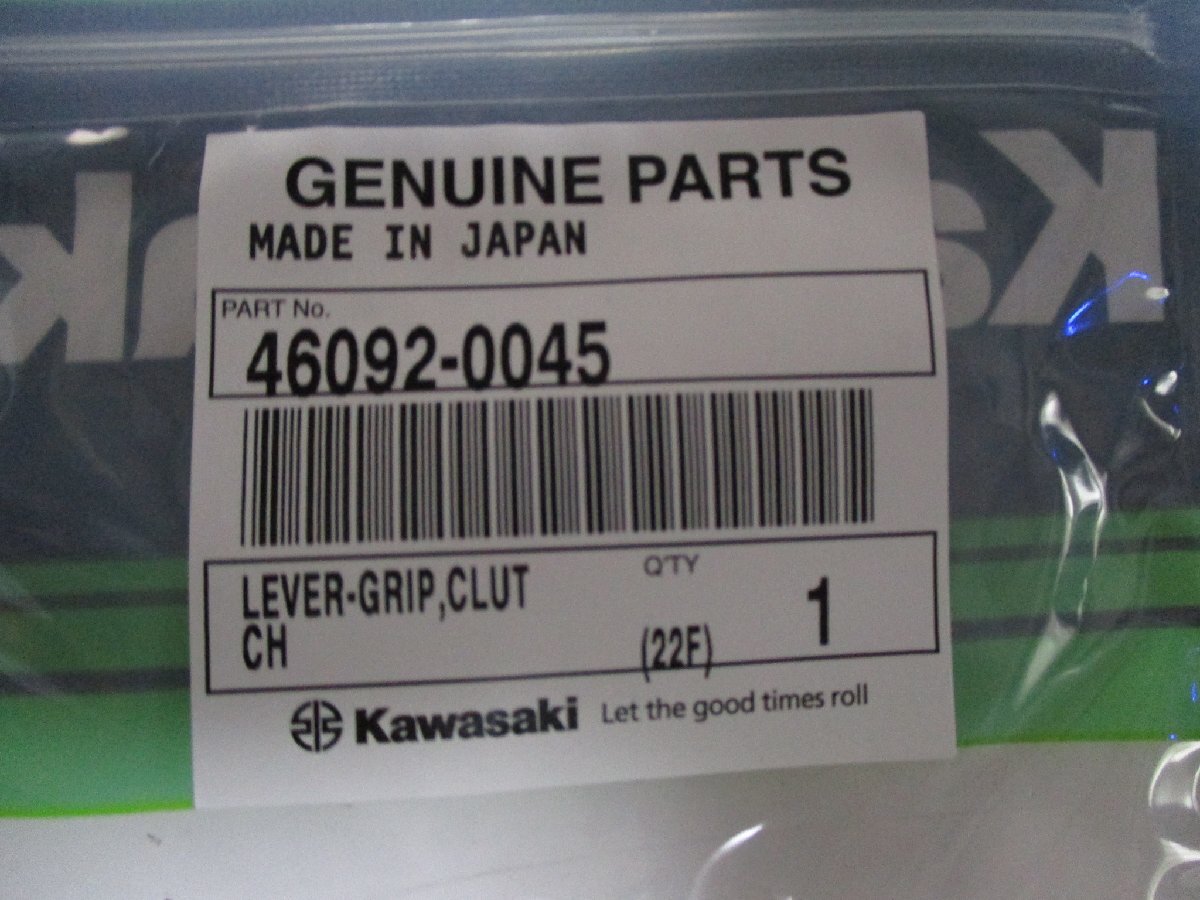 GENUINE PARTS
MADE IN JAPAN
PART No.
46092-0045
LEVER-GRIP,CLUT
CH
Q'TY
(22F)
1
Kawasaki Let the good times roll